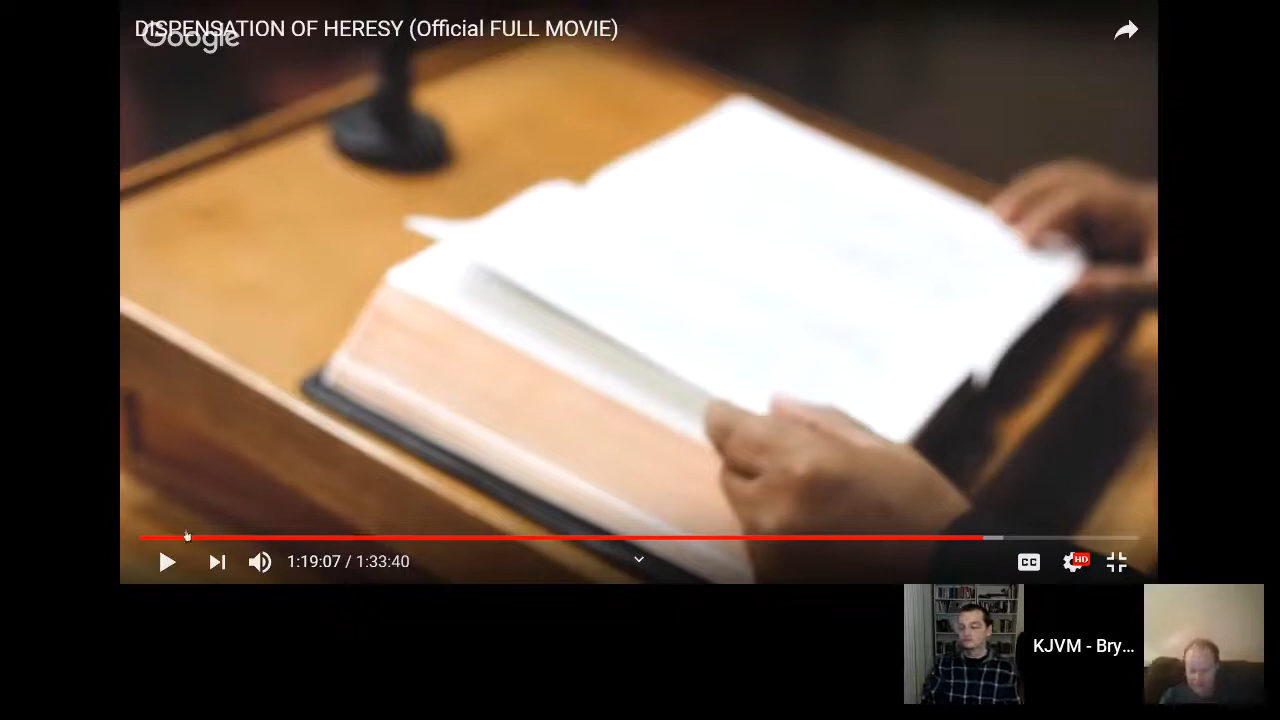 DISPENSATION OF HERESY (Official FULL MOVIE)
Google
1:19:07 / 1:33:40
CC
HD
KJVM - Bry...